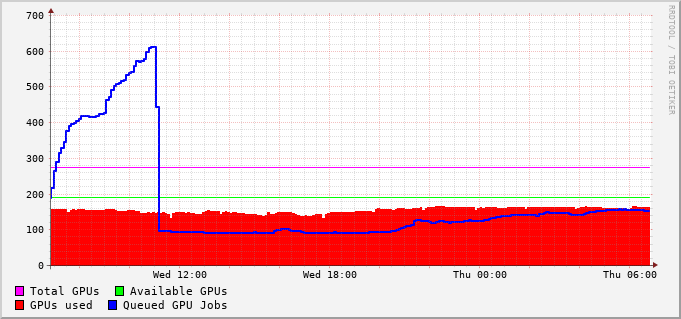 700
600
500
400
300
200
100
0
Wed 12:00 Wed 18:00 Thu 00:00 Thu 06:00
Total GPUs Available GPUs
GPUs used Queued GPU Jobs
RRDTOOL / TOBI OETIKER